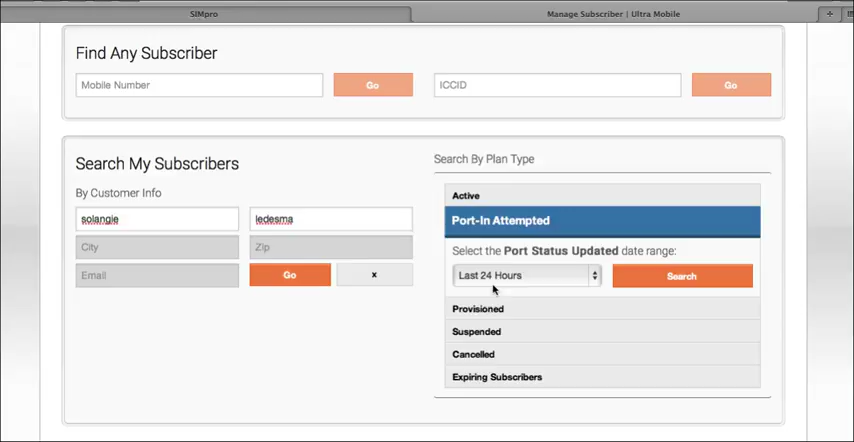 SIMpro
Manage Subscriber | Ultra Mobile
+
Find Any Subscriber
Mobile Number
Go
ICCID
Go
Search My Subscribers
By Customer Info
solangie
ledesma
City
Zip
Email
Go
x
Search By Plan Type
Active
Port-In Attempted
Select the Port Status Updated date range:
Last 24 Hours
Search
Provisioned
Suspended
Cancelled
Expiring Subscribers